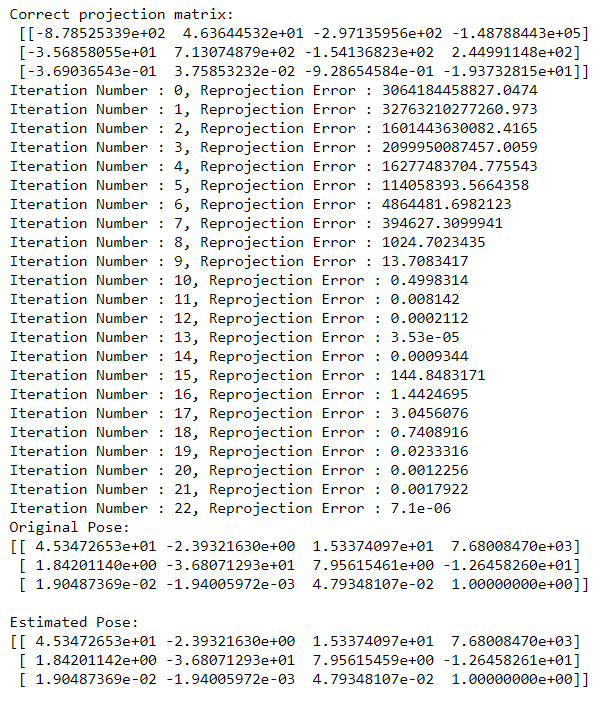 Correct projection matrix:
[[-8.78525339e+02 4.63644532e+01 -2.97135956e+02 -1.48788443e+05]
[-3.56858055e+01 7.13074879e+02 -1.54136823e+02 2.44991148e+02]
[-3.69036543e-01 3.75853232e-02 -9.28654584e-01 -1.93732815e+01]]
Iteration Number : 0, Reprojection Error : 3064184458827.0474
Iteration Number : 1, Reprojection Error : 32763210277260.973
Iteration Number : 2, Reprojection Error : 1601443630082.4165
Iteration Number : 3, Reprojection Error : 2099950087457.0059
Iteration Number : 4, Reprojection Error : 16277483704.775543
Iteration Number : 5, Reprojection Error : 114058393.5664358
Iteration Number : 6, Reprojection Error : 4864481.6982123
Iteration Number : 7, Reprojection Error : 394627.3099941
Iteration Number : 8, Reprojection Error : 1024.7023435
Iteration Number : 9, Reprojection Error : 13.7083417
Iteration Number : 10, Reprojection Error : 0.4998314
Iteration Number : 11, Reprojection Error : 0.008142
Iteration Number : 12, Reprojection Error : 0.0002112
Iteration Number : 13, Reprojection Error : 3.53e-05
Iteration Number : 14, Reprojection Error : 0.0009344
Iteration Number : 15, Reprojection Error : 144.8483171
Iteration Number : 16, Reprojection Error : 1.4424695
Iteration Number : 17, Reprojection Error : 3.0456076
Iteration Number : 18, Reprojection Error : 0.7408916
Iteration Number : 19, Reprojection Error : 0.0233316
Iteration Number : 20, Reprojection Error : 0.0012256
Iteration Number : 21, Reprojection Error : 0.0017922
Iteration Number : 22, Reprojection Error : 7.1e-06
Original Pose:
[[ 4.53472653e+01 -2.39321630e+00 1.53374097e+01 7.68008470e+03]
[ 1.84201140e+00 -3.68071293e+01 7.95615461e+00 -1.26458260e+01]
[ 1.90487369e-02 -1.94005972e-03 4.79348107e-02 1.00000000e+00]]
Estimated Pose:
[[ 4.53472653e+01 -2.39321630e+00 1.53374097e+01 7.68008470e+03]
[ 1.84201142e+00 -3.68071293e+01 7.95615459e+00 -1.26458261e+01]
[ 1.90487369e-02 -1.94005972e-03 4.79348107e-02 1.00000000e+00]]